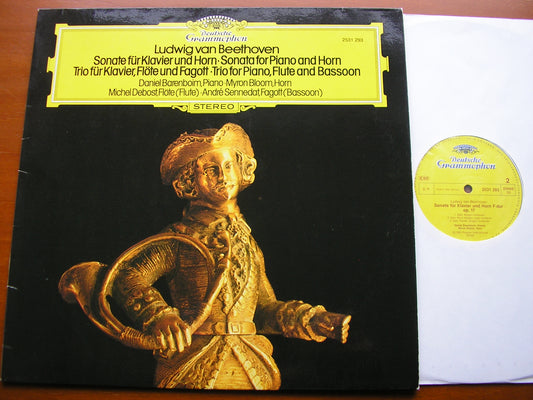 Deutsche
Grammophon
Ludwig van Beethoven
2531 293
Sonate für Klavier und Horn · Sonata for Piano and Horn
Trio für Klavier, Flöte und Fagott · Trio for Piano, Flute and Bassoon
Daniel Barenboim, Piano · Myron Bloom, Horn
Michel Debost, Flöte (Flute) · André Sennedat, Fagott (Bassoon)
STEREO
Deutsche
Grammophon
2
2531 293
Ludwig van Beethoven
Sonate für Klavier und Horn F-dur
op. 17